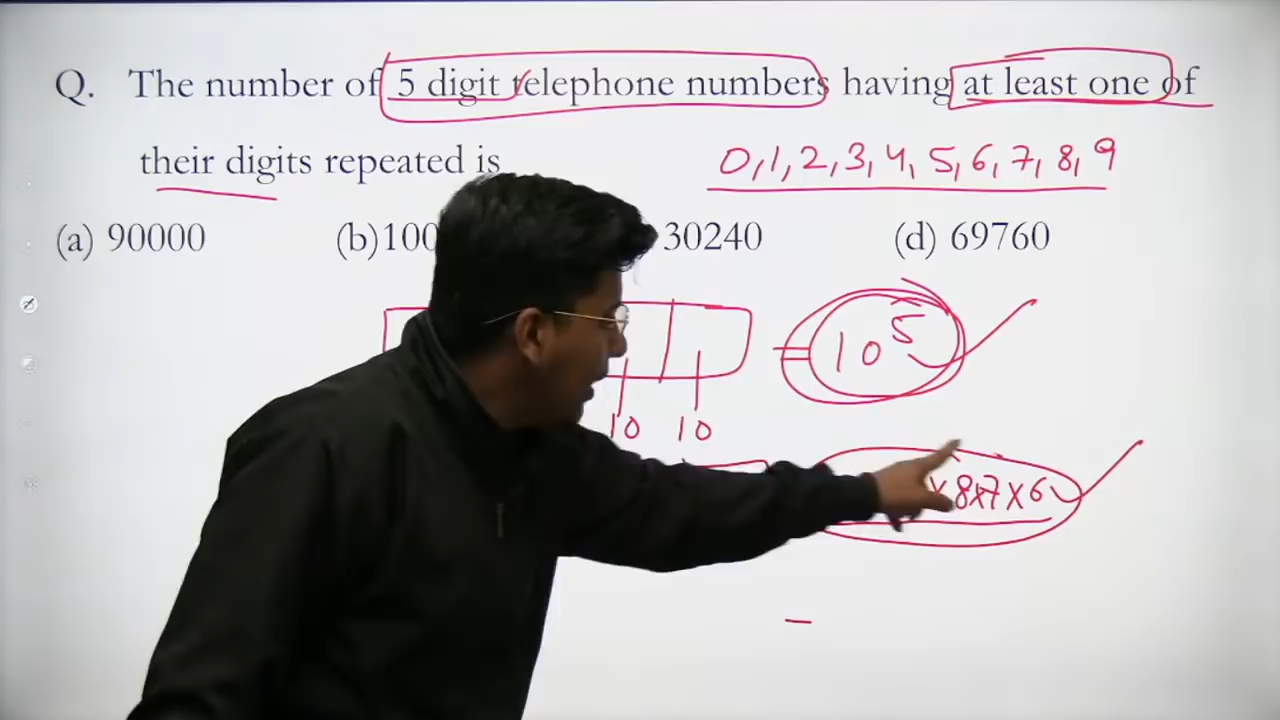 Q. The number of 5 digit telephone numbers having at least one of
their digits repeated is
0, 1, 2, 3, 4, 5, 6, 7, 8, 9
(a) 90000 (b)100 30240 (d) 69760
= 10⁵
10 10
x 8x7x6
–